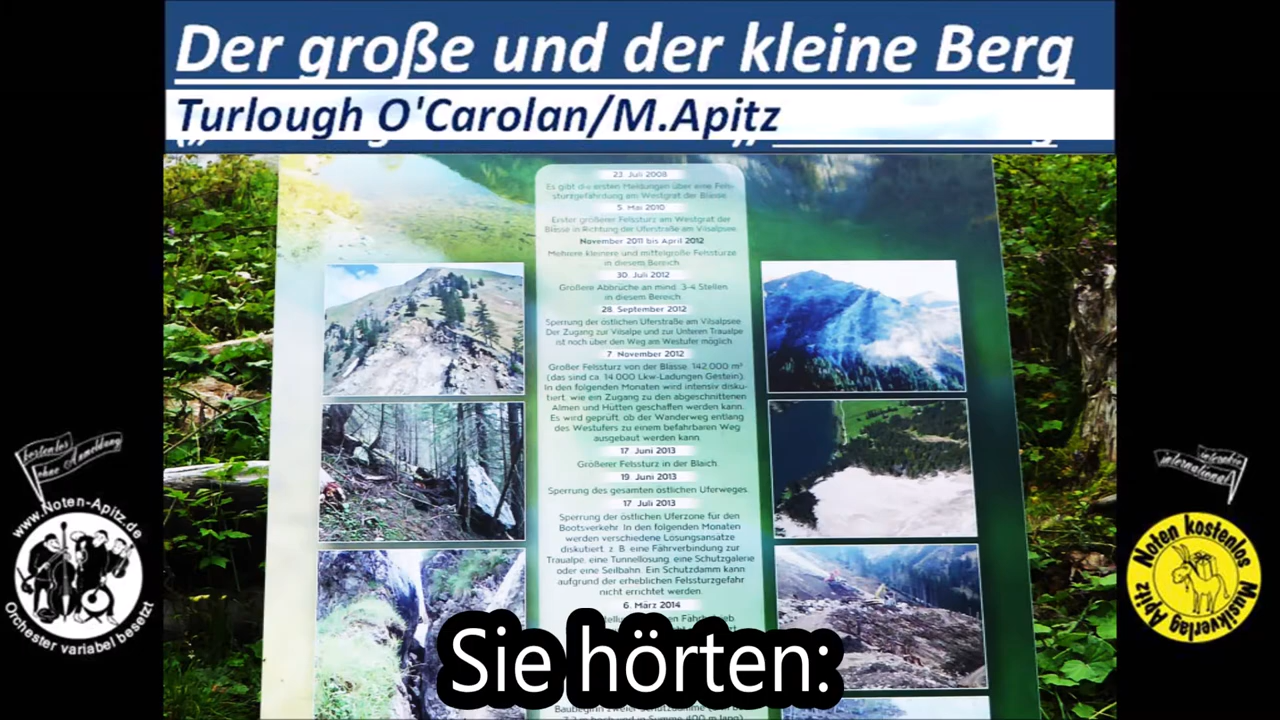 Der große und der kleine Berg
Turlough O'Carolan/M.Apitz
23. Juli 2008
Es gibt die ersten Meldungen über eine Fels-
sturzgefährdung am Westgrat der Blässe.
5. Mai 2010
Erster größerer Felssturz am Westgrat der
Blässe in Richtung der Uferstraße am Vilsalpsee.
November 2011 bis April 2012
Mehrere kleinere und mittelgroße Felsstürze
in diesem Bereich.
30. Juli 2012
Größere Abbrüche an mind. 3-4 Stellen
in diesem Bereich.
28. September 2012
Sperrung der östlichen Uferstraße am Vilsalpsee.
Der Zugang zur Vilsalpe und zur Unteren Traualpe
ist noch über den Weg am Westufer möglich.
7. November 2012
Großer Felssturz von der Blässe. 142.000 m³
(das sind ca. 14.000 Lkw-Ladungen Gestein).
In den folgenden Monaten wird intensiv disku-
tiert, wie ein Zugang zu den abgeschnittenen
Almen und Hütten geschaffen werden kann.
Es wird geprüft, ob der Wanderweg entlang
des Westufers zu einem befahrbaren Weg
ausgebaut werden kann.
17. Juni 2013
Größerer Felssturz in der Blaich.
19. Juni 2013
Sperrung des gesamten östlichen Uferweges.
17. Juli 2013
Sperrung der östlichen Uferzone für den
Bootsverkehr. In den folgenden Monaten
werden verschiedene Lösungsansätze
diskutiert, z. B. eine Fährverbindung zur
Traualpe, eine Tunnellösung, eine Schutzgalerie
oder eine Seilbahn. Ein Schutzdamm kann
aufgrund der erheblichen Felssturzgefahr
nicht errichtet werden.
6. März 2014
Sie hörten:
kostenlos
ohne Anmeldung
www.Noten-Apitz.de
Orchester variabel besetzt
international
Noten kostenlos
Musikverlag Apitz